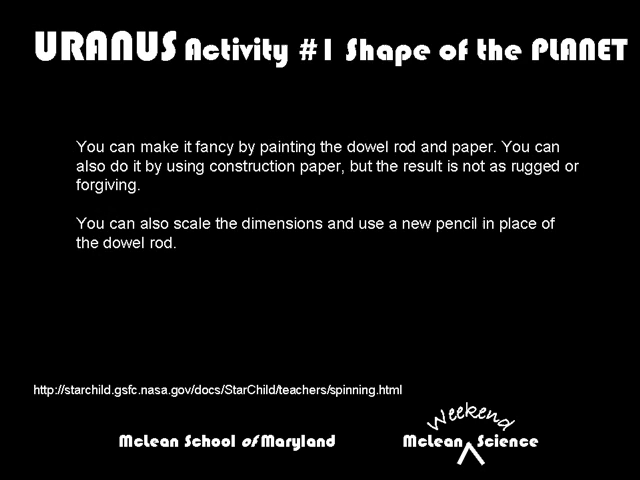 URANUS Activity #1 Shape of the PLANET
You can make it fancy by painting the dowel rod and paper. You can
also do it by using construction paper, but the result is not as rugged or
forgiving.
You can also scale the dimensions and use a new pencil in place of
the dowel rod.
http://starchild.gsfc.nasa.gov/docs/StarChild/teachers/spinning.html
Weekend
McLean School of Maryland
McLean Science